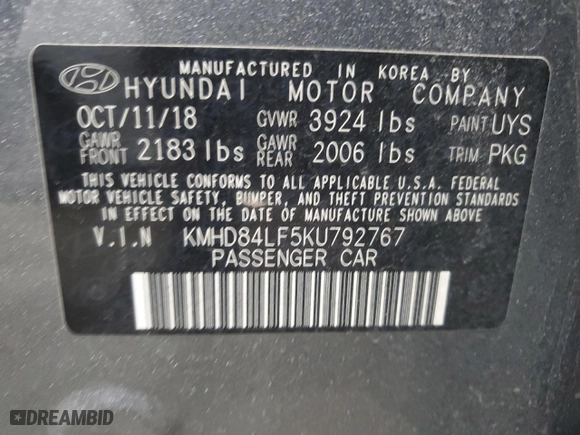 MANUFACTURED IN KOREA BY
HYUNDAI MOTOR COMPANY
OCT/11/18 GVWR 3924 lbs PAINT UYS
GAWR FRONT 2183 lbs GAWR REAR 2006 lbs TRIM PKG
THIS VEHICLE CONFORMS TO ALL APPLICABLE U.S.A. FEDERAL
MOTOR VEHICLE SAFETY, BUMPER, AND THEFT PREVENTION STANDARDS
IN EFFECT ON THE DATE OF MANUFACTURE SHOWN ABOVE
V.I.N KMHD84LF5KU792767
PASSENGER CAR
DREAMBID